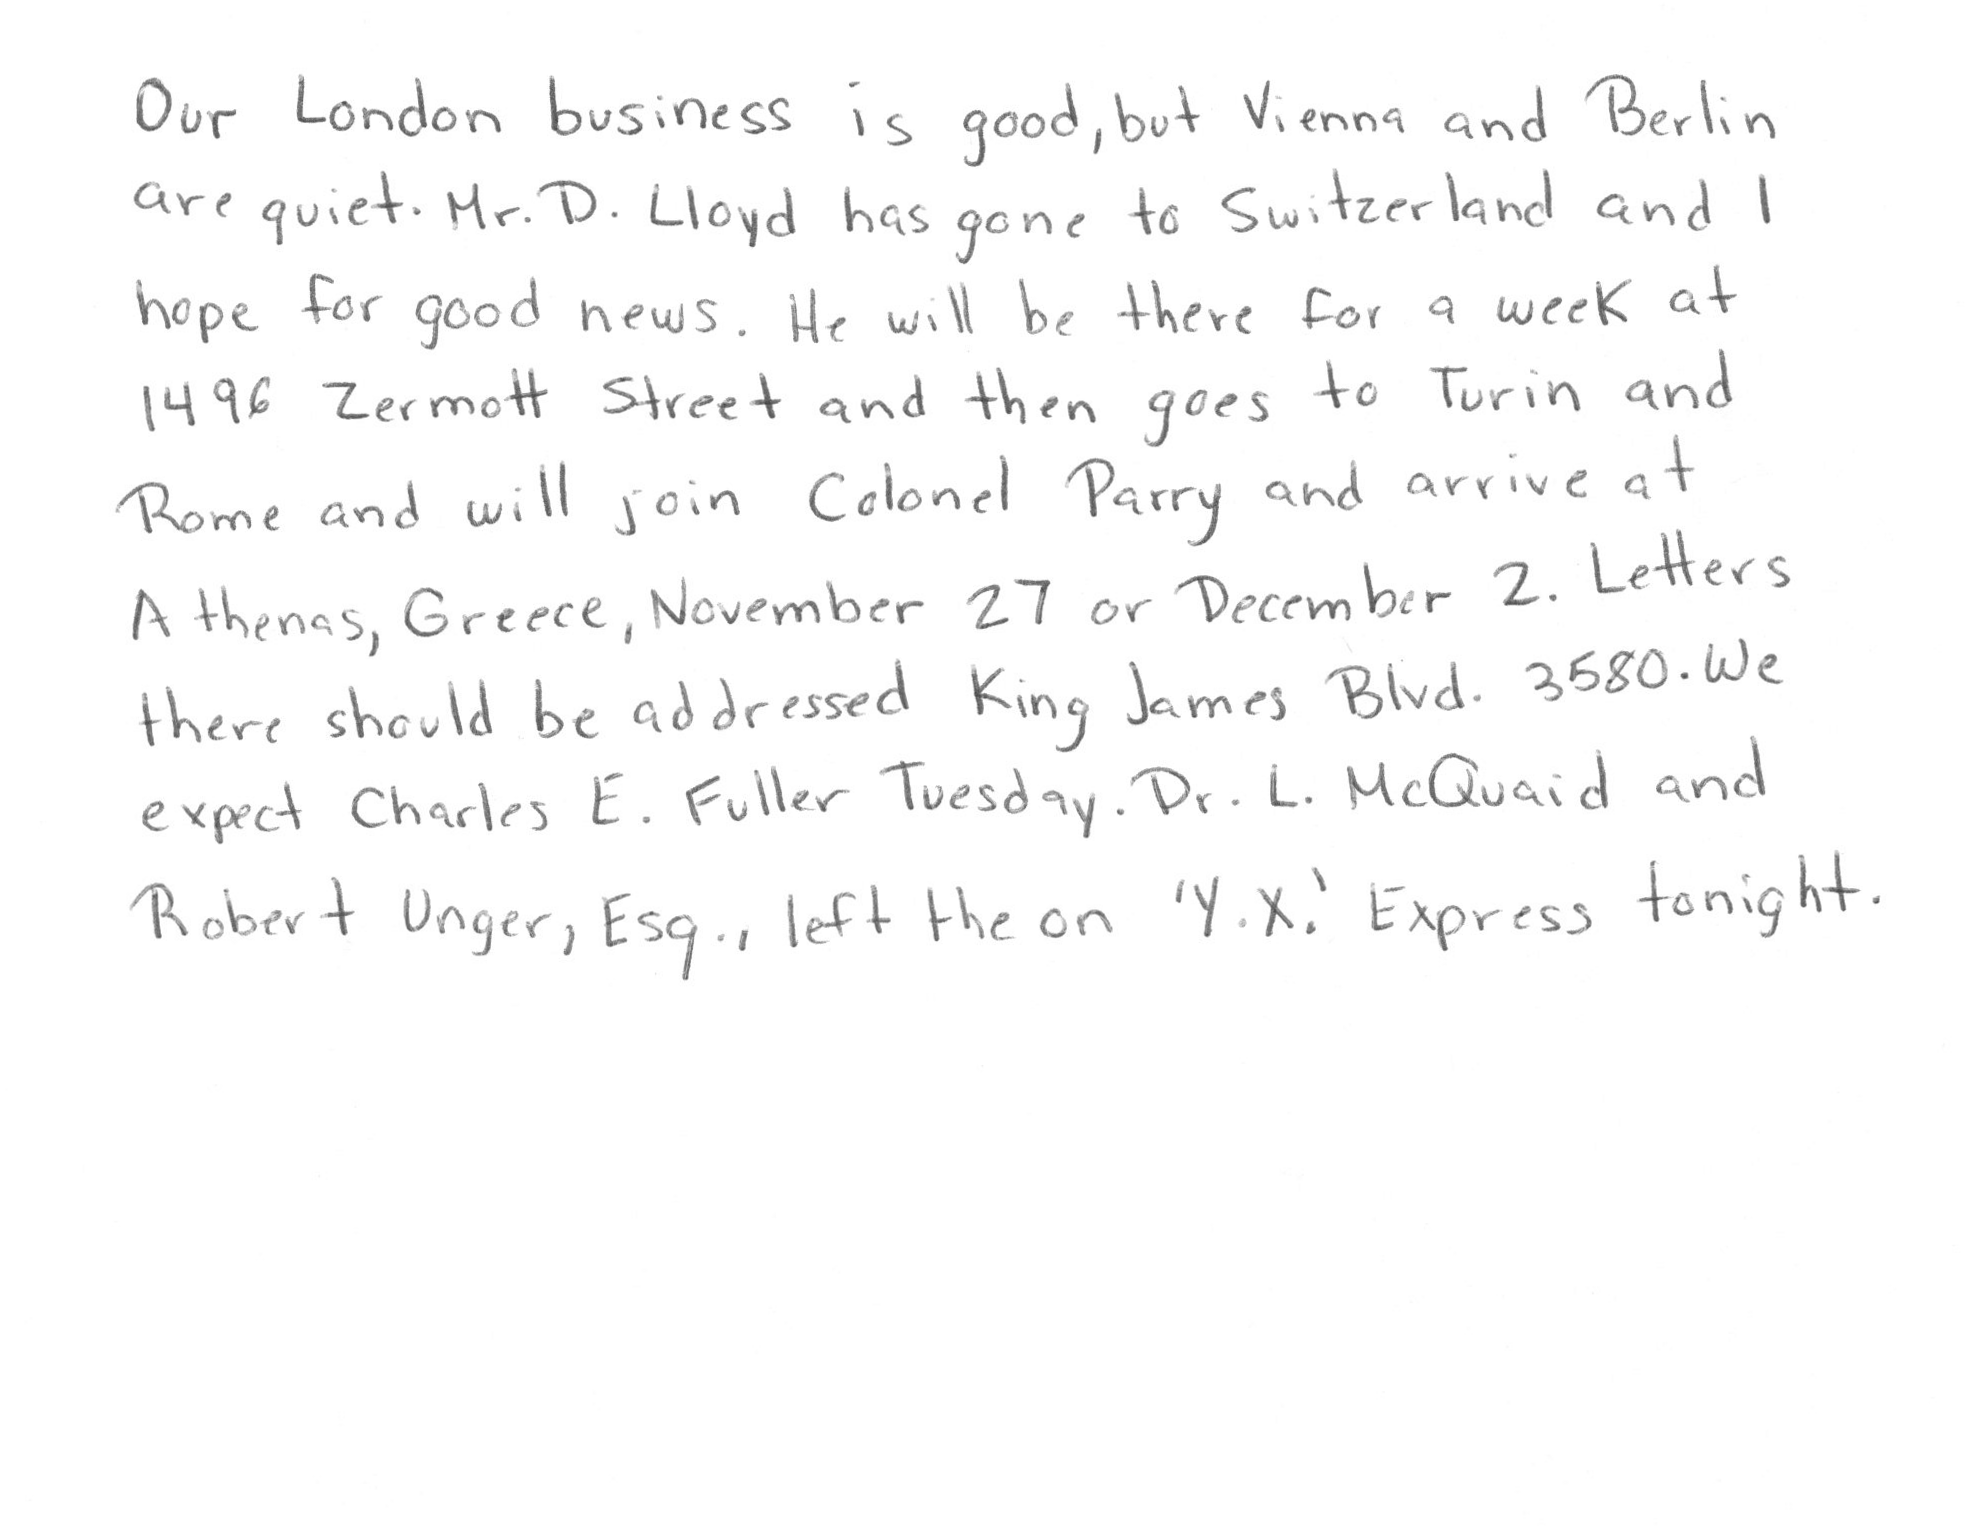 Our London business is good, but Vienna and Berlin
are quiet. Mr. D. Lloyd has gone to Switzerland and I
hope for good news. He will be there for a week at
1496 Zermott Street and then goes to Turin and
Rome and will join Colonel Parry and arrive at
Athenas, Greece, November 27 or December 2. Letters
there should be addressed King James Blvd. 3580. We
expect Charles E. Fuller Tuesday. Dr. L. McQuaid and
Robert Unger, Esq., left the on 'Y.X.' Express tonight.